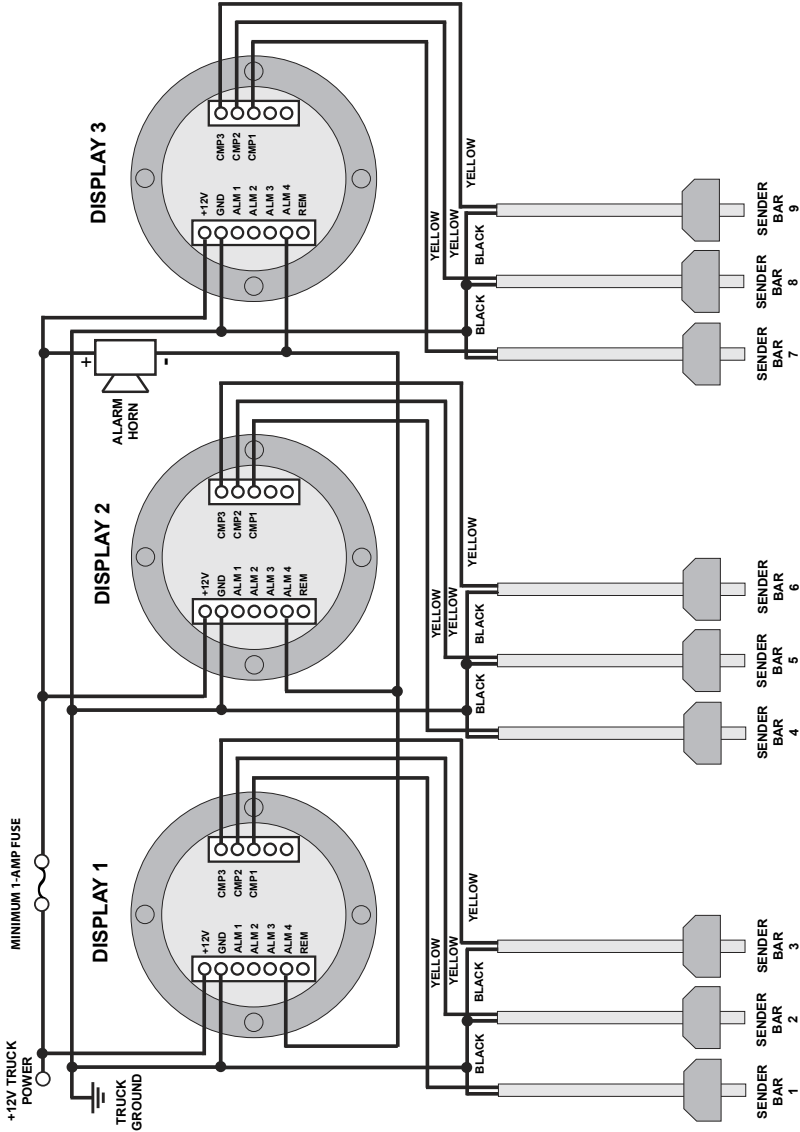 +12V TRUCK
POWER
MINIMUM 1-AMP FUSE
TRUCK
GROUND
ALARM
HORN
+
-
DISPLAY 1
+12V
GND
ALM 1
ALM 2
ALM 3
ALM 4
REM
CMP3
CMP2
CMP1
YELLOW
YELLOW
YELLOW
BLACK
BLACK
SENDER
BAR
1
SENDER
BAR
2
SENDER
BAR
3
DISPLAY 2
+12V
GND
ALM 1
ALM 2
ALM 3
ALM 4
REM
CMP3
CMP2
CMP1
YELLOW
YELLOW
YELLOW
BLACK
BLACK
SENDER
BAR
4
SENDER
BAR
5
SENDER
BAR
6
DISPLAY 3
+12V
GND
ALM 1
ALM 2
ALM 3
ALM 4
REM
CMP3
CMP2
CMP1
YELLOW
YELLOW
YELLOW
BLACK
BLACK
SENDER
BAR
7
SENDER
BAR
8
SENDER
BAR
9